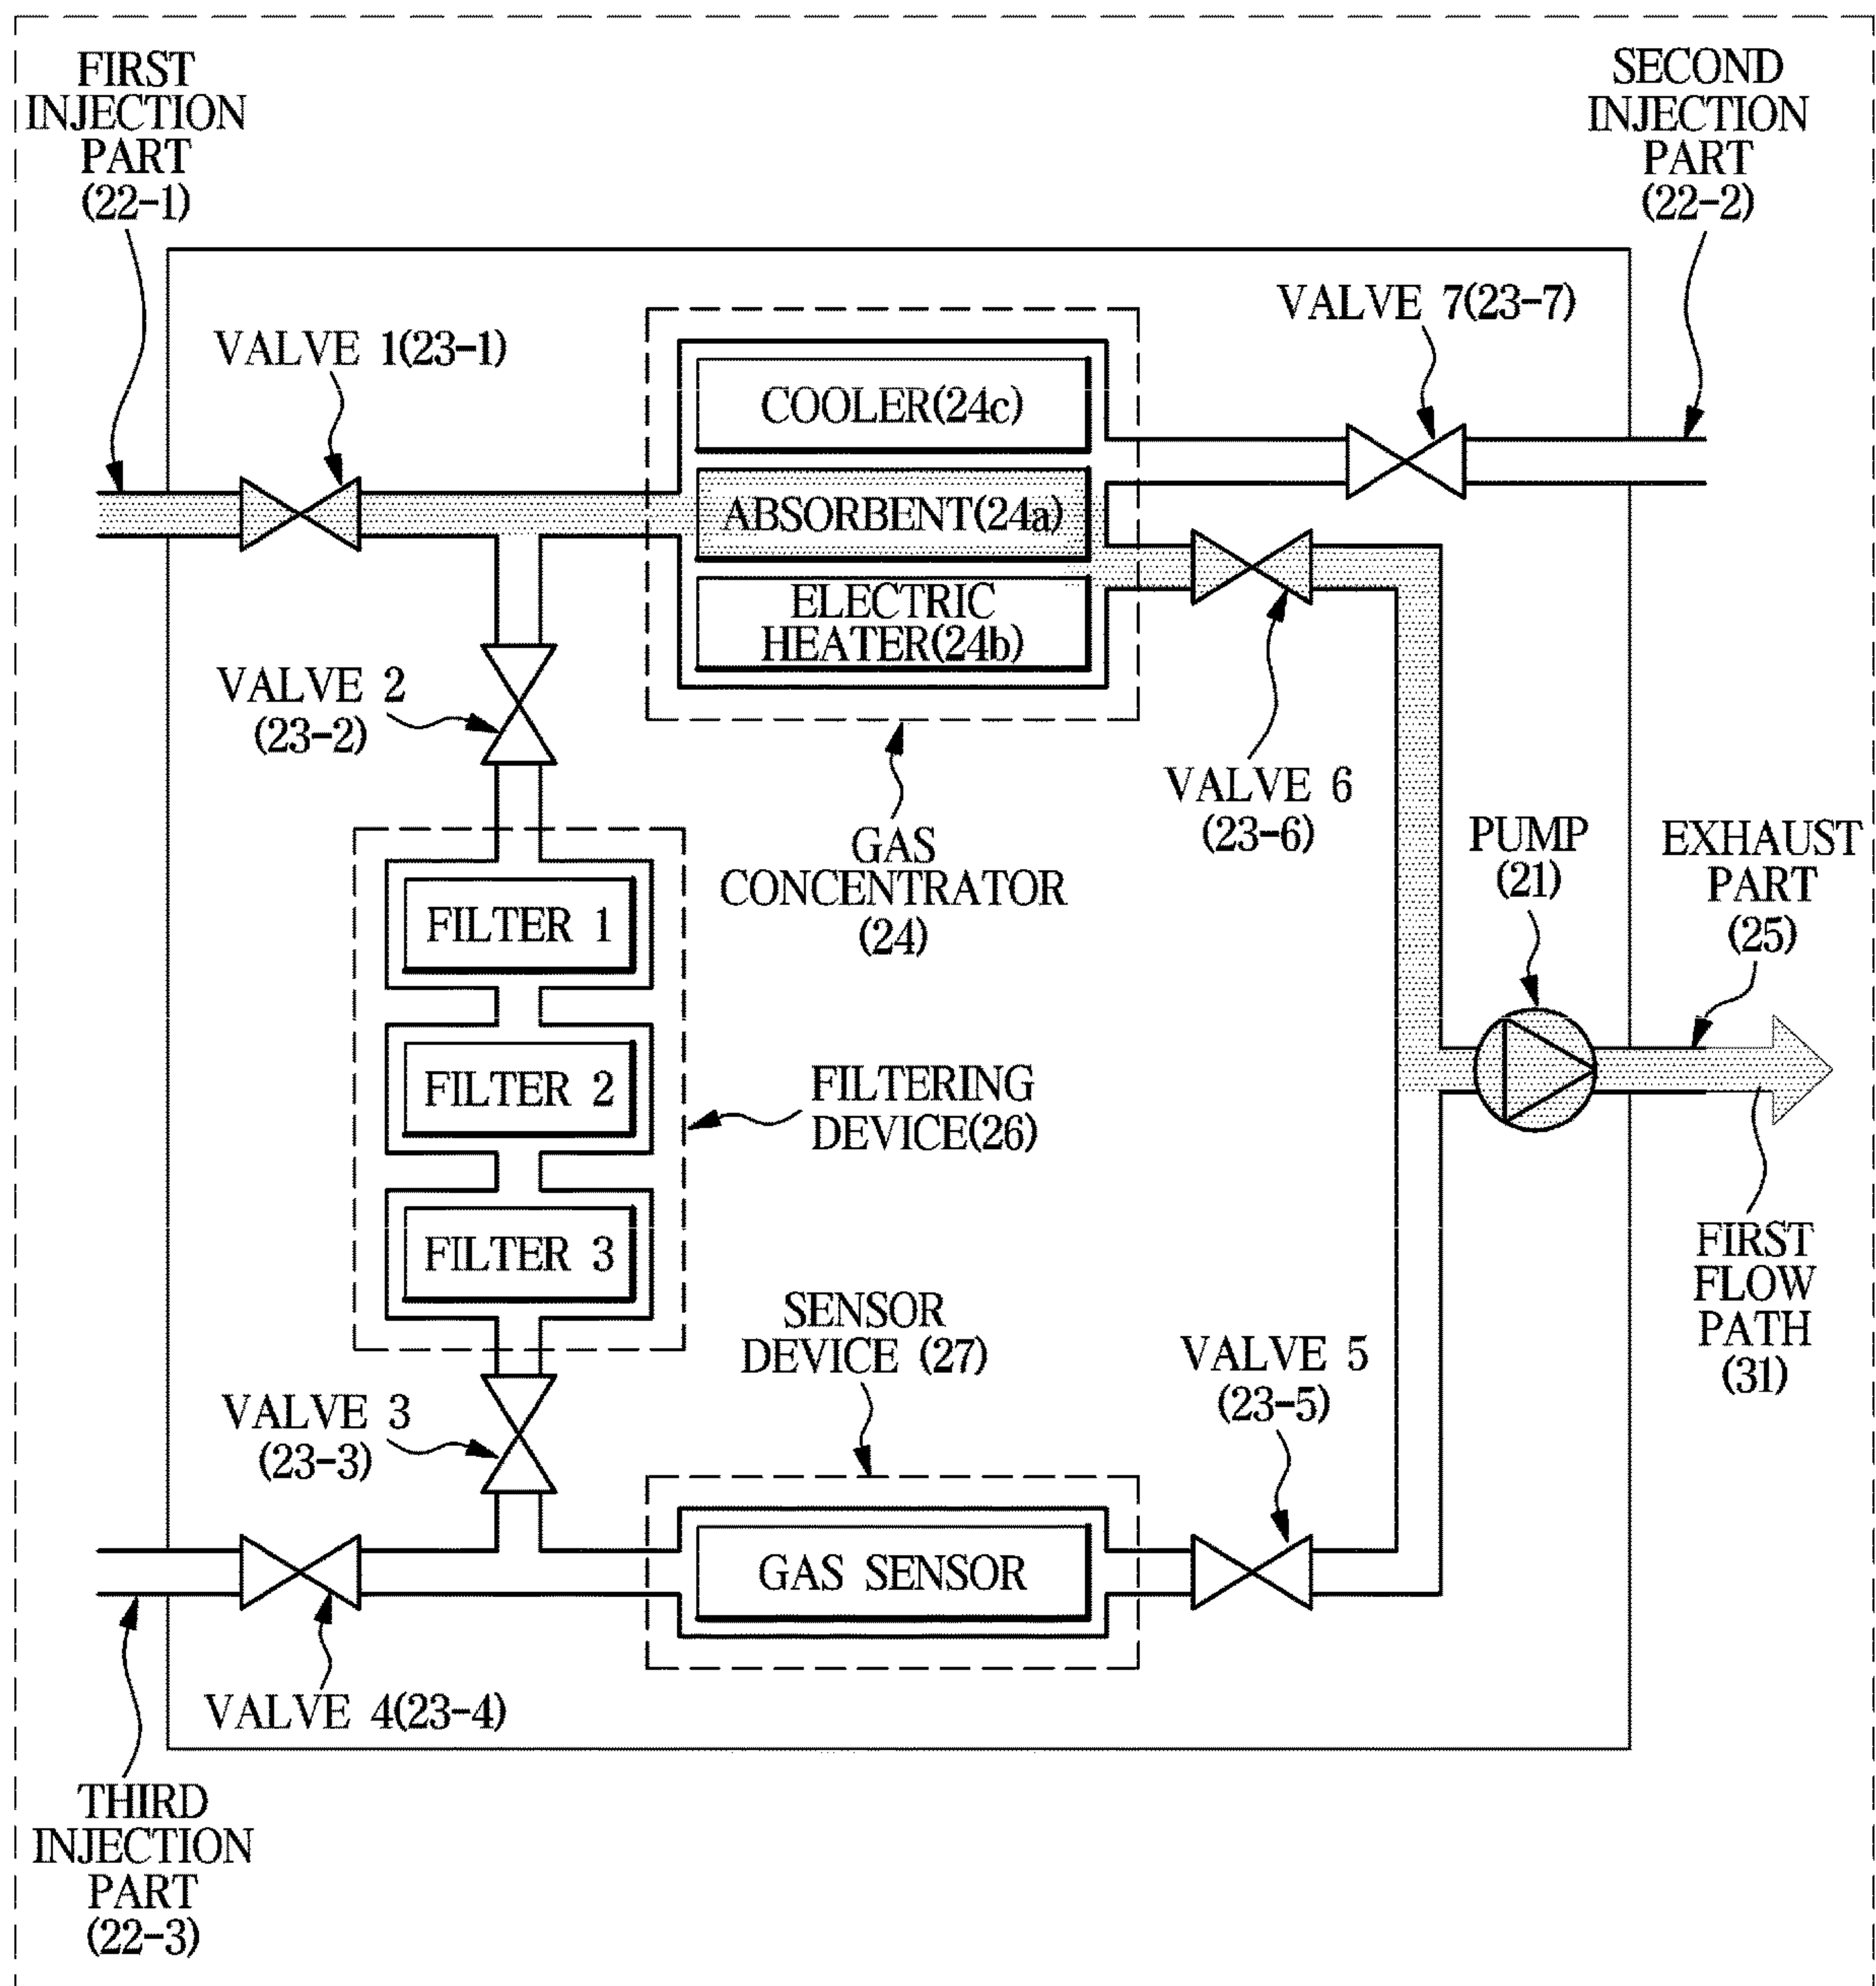 FIRST
INJECTION
PART
(22-1)
SECOND
INJECTION
PART
(22-2)
VALVE 1(23-1)
VALVE 7(23-7)
COOLER(24c)
ABSORBENT(24a)
ELECTRIC
HEATER(24b)
VALVE 2
(23-2)
VALVE 6
(23-6)
GAS
CONCENTRATOR
(24)
PUMP
(21)
EXHAUST
PART
(25)
FILTER 1
FILTER 2
FILTER 3
FILTERING
DEVICE(26)
FIRST
FLOW
PATH
(31)
SENSOR
DEVICE (27)
VALVE 5
(23-5)
VALVE 3
(23-3)
GAS SENSOR
VALVE 4(23-4)
THIRD
INJECTION
PART
(22-3)